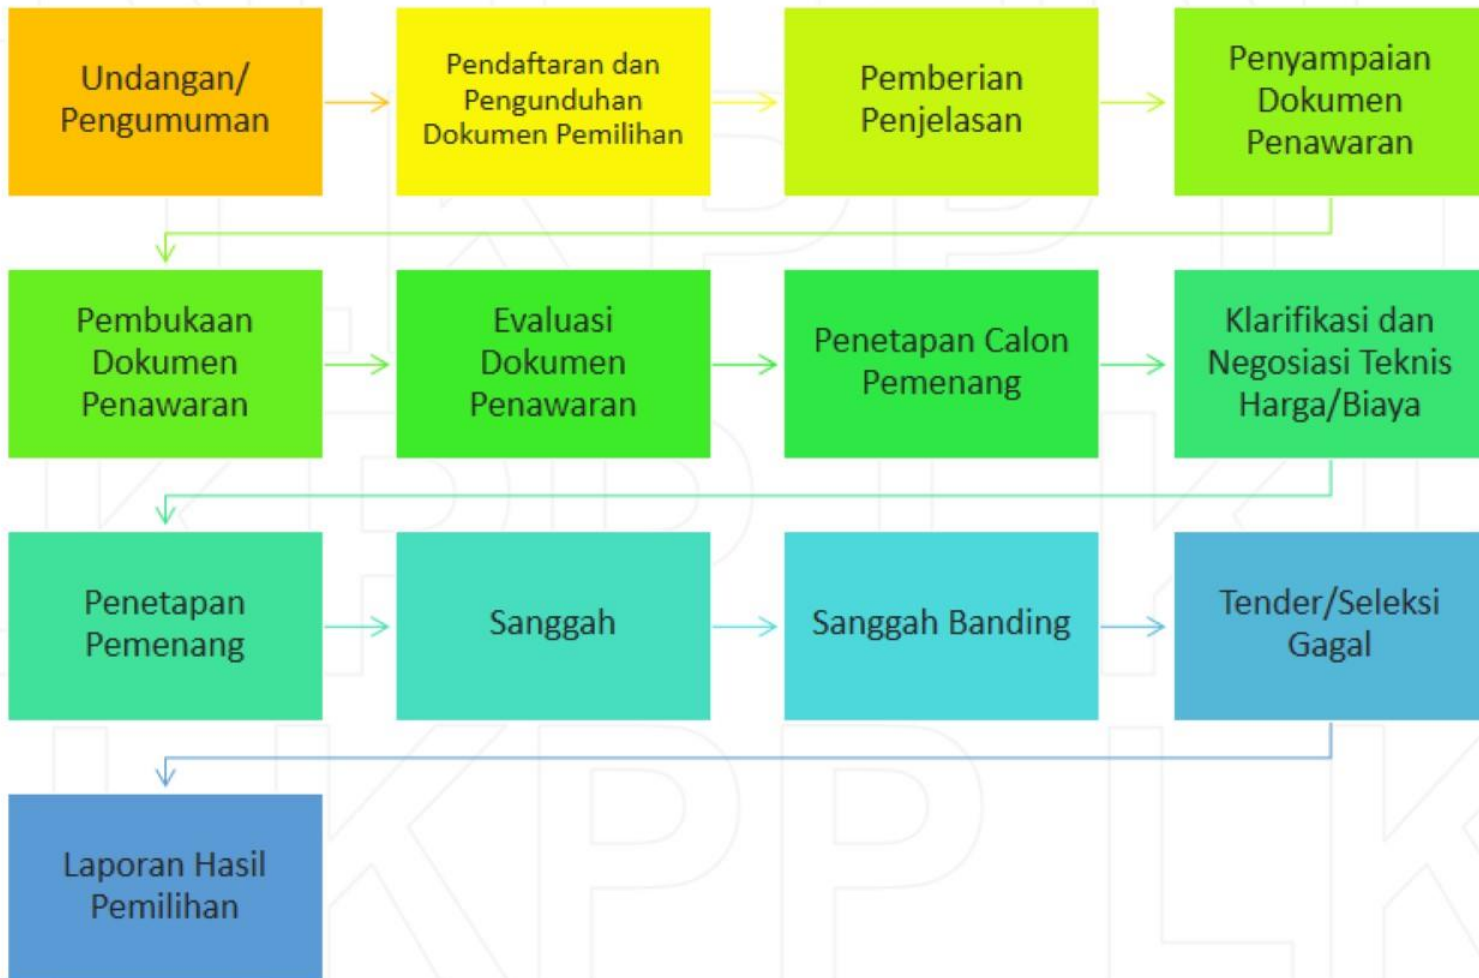 Undangan/
Pengumuman
Pendaftaran dan
Pengunduhan
Dokumen Pemilihan
Pemberian
Penjelasan
Penyampaian
Dokumen
Penawaran
Pembukaan
Dokumen
Penawaran
Evaluasi
Dokumen
Penawaran
Penetapan Calon
Pemenang
Klarifikasi dan
Negosiasi Teknis
Harga/Biaya
Penetapan
Pemenang
Sanggah
Sanggah Banding
Tender/Seleksi
Gagal
Laporan Hasil
Pemilihan